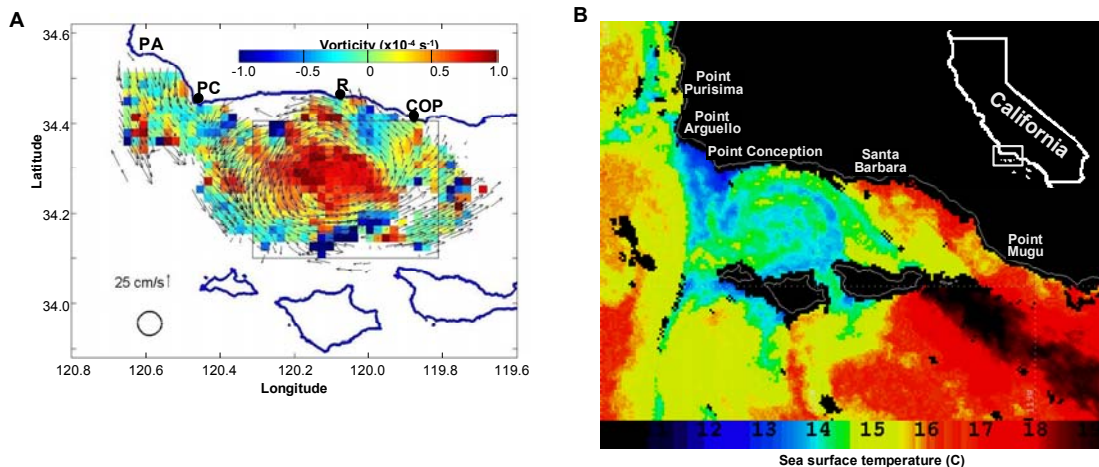 A
Vorticity (x10⁻⁴ s⁻¹)
-1.0 -0.5 0 0.5 1.0
PA
PC
R
COP
34.6
34.4
34.2
34.0
Latitude
25 cm/s
120.8 120.6 120.4 120.2 120.0 119.8 119.6
Longitude
B
Point
Purisima
Point
Arguello
Point Conception
Santa
Barbara
Point
Mugu
California
12 13 14 15 16 17 18
Sea surface temperature (C)